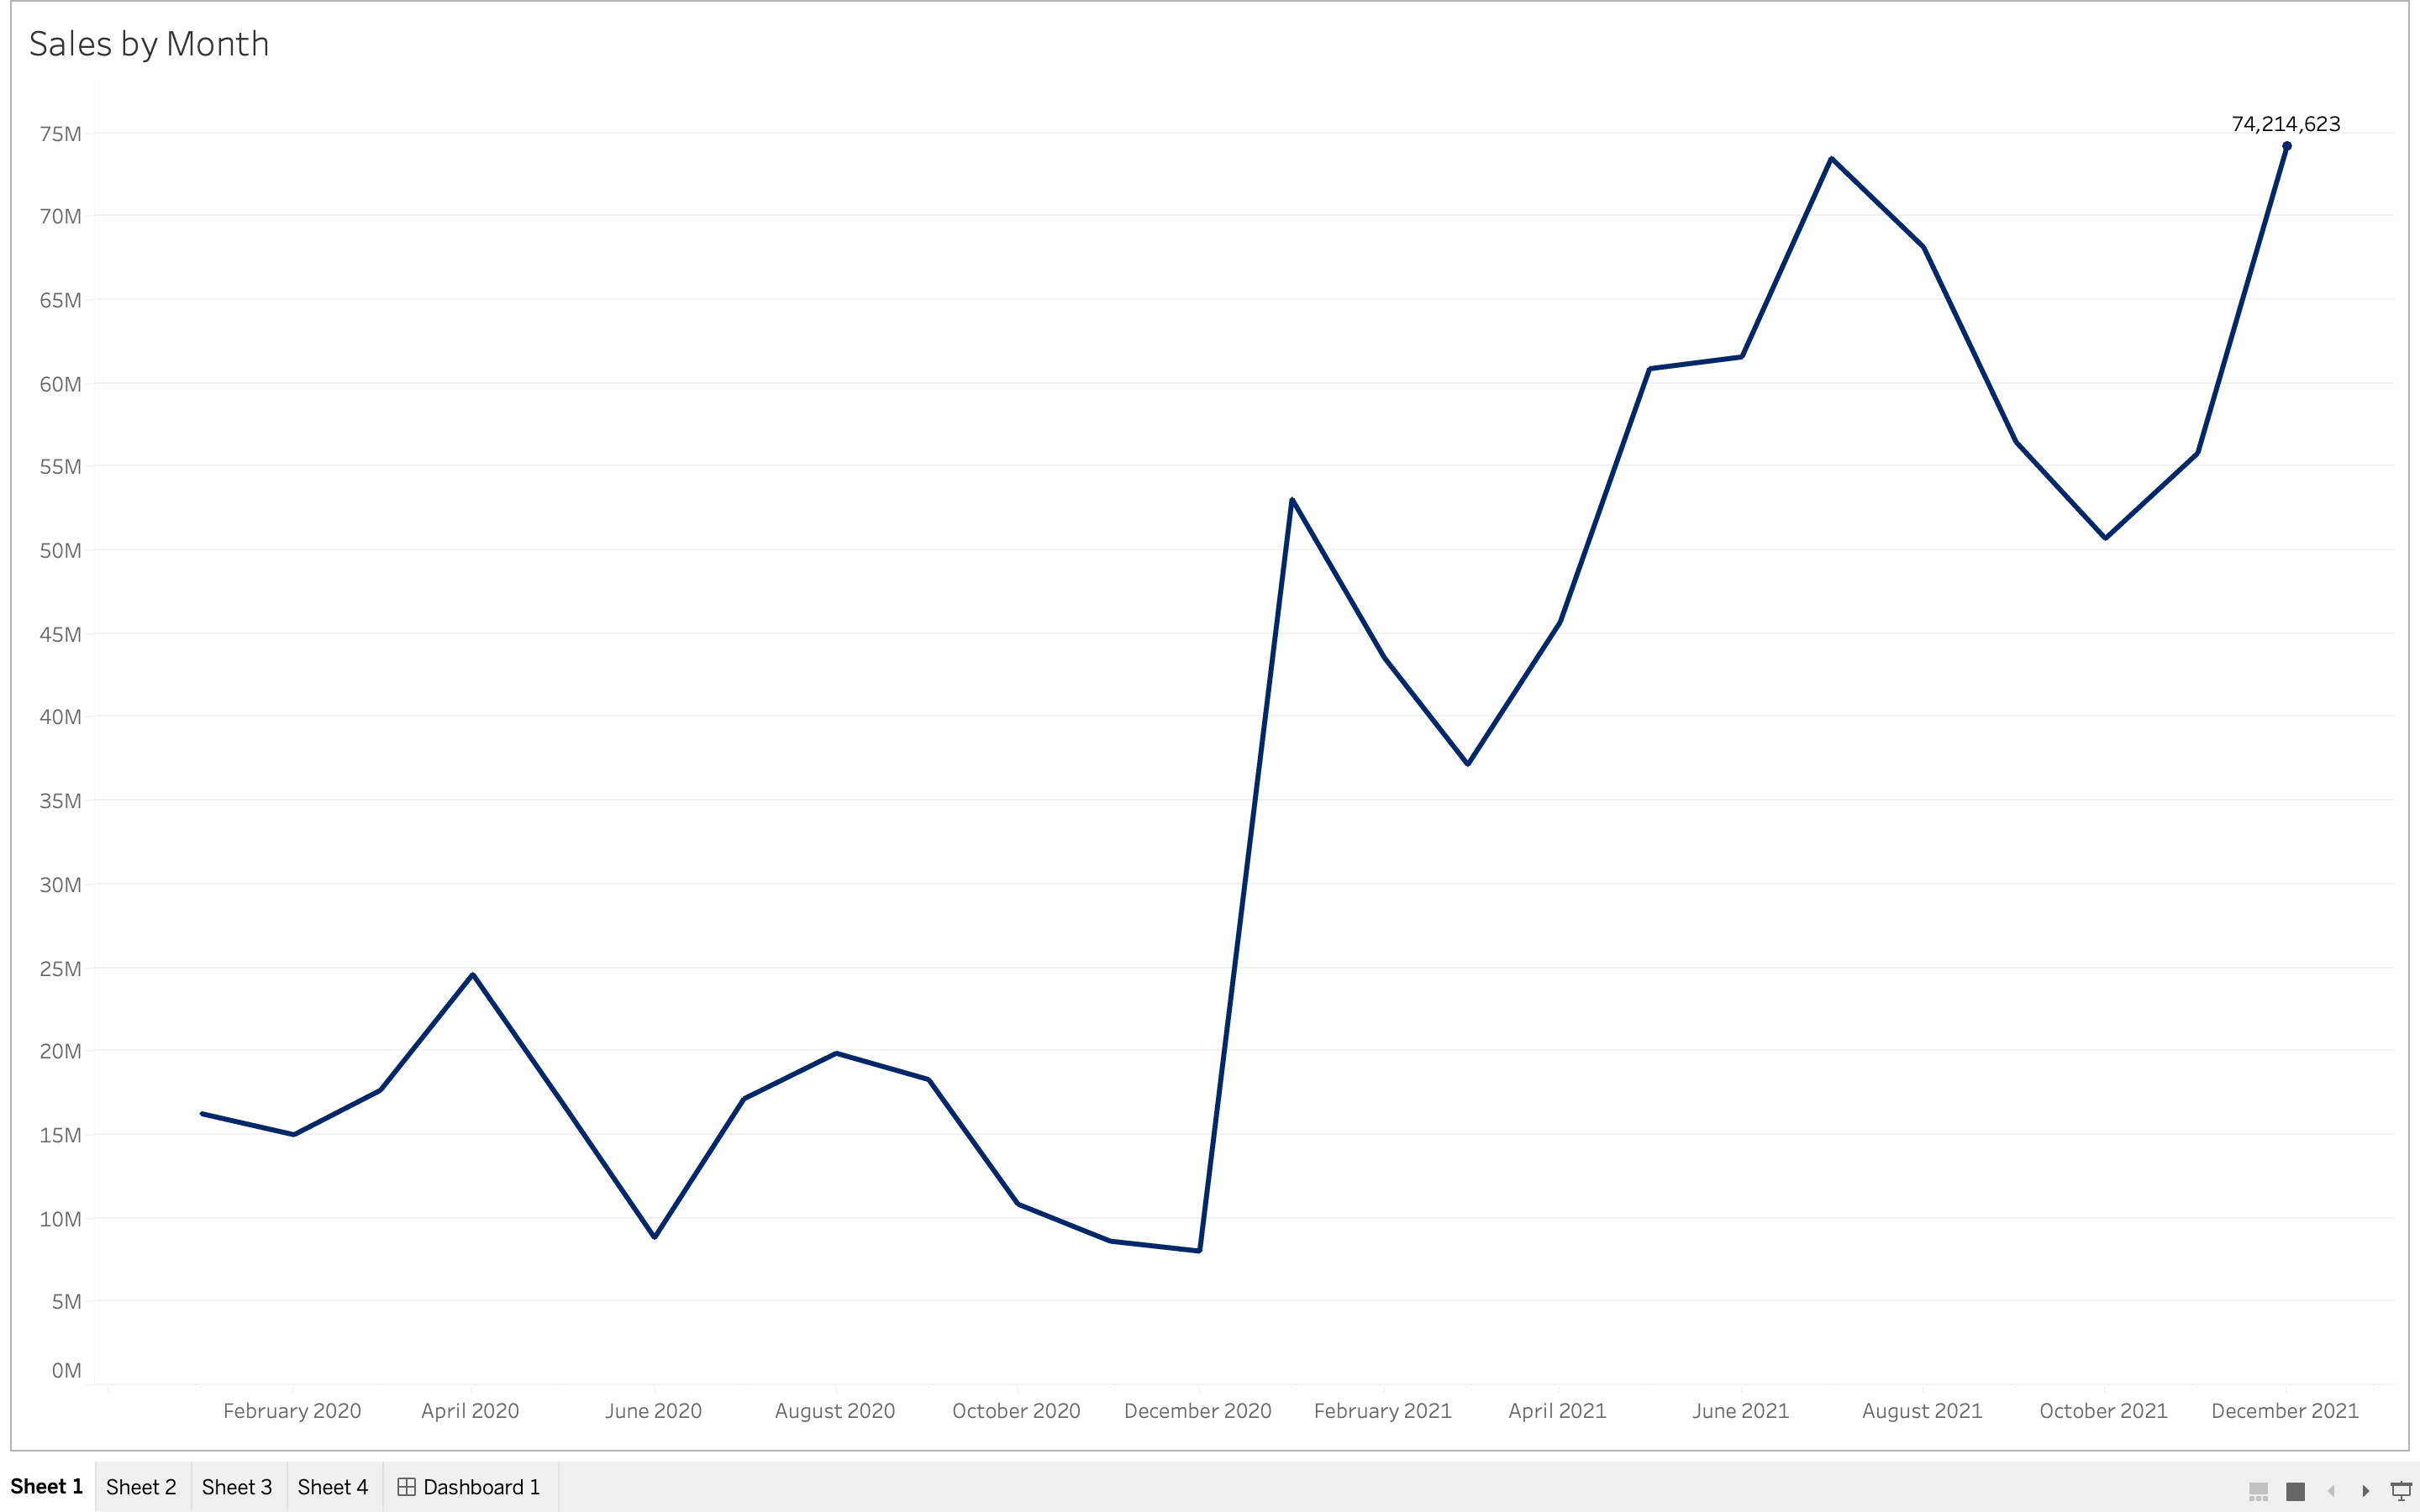 Sales by Month
74,214,623
75M
70M
65M
60M
55M
50M
45M
40M
35M
30M
25M
20M
15M
10M
5M
0M
February 2020 April 2020 June 2020 August 2020 October 2020 December 2020 February 2021 April 2021 June 2021 August 2021 October 2021 December 2021
Sheet 1 Sheet 2 Sheet 3 Sheet 4 Dashboard 1